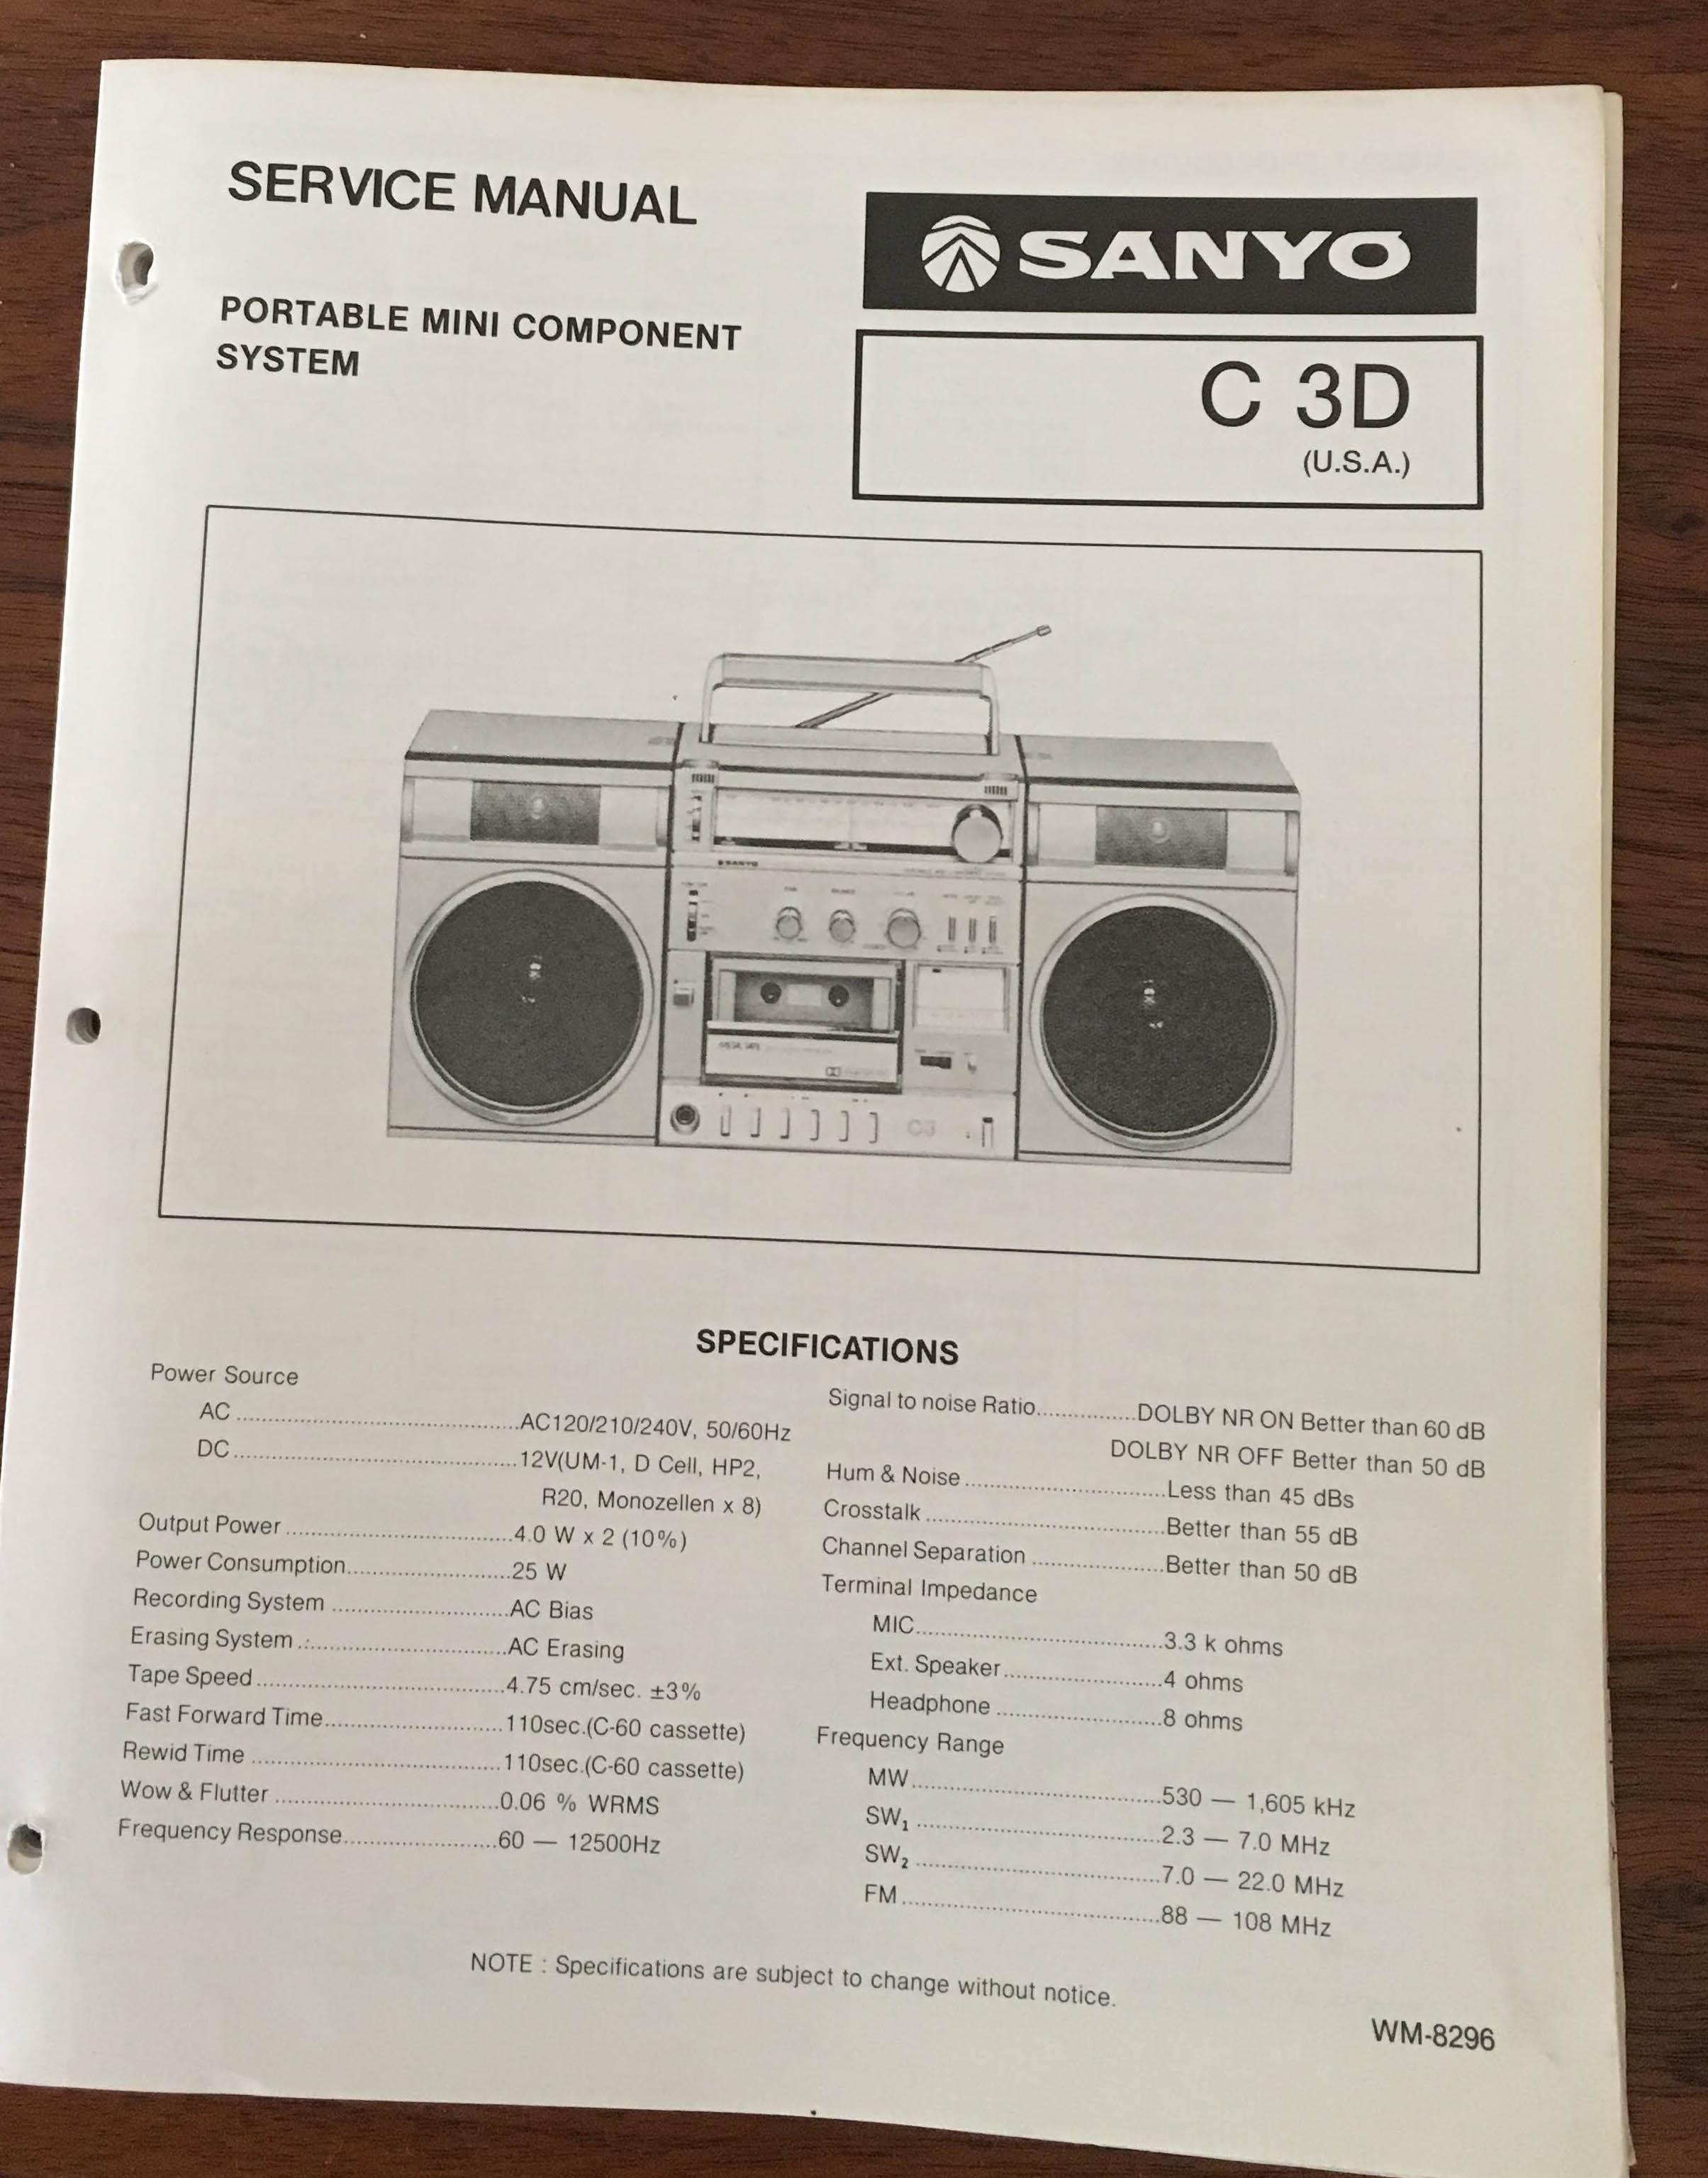 SERVICE MANUAL
SANYO
PORTABLE MINI COMPONENT
SYSTEM
C 3D
(U.S.A.)
SANYO
C3
SPECIFICATIONS
Power Source
AC ........ AC120/210/240V, 50/60Hz
DC ........ 12V(UM-1, D Cell, HP2,
R20, Monozellen x 8)
Output Power ........ 4.0 W x 2 (10%)
Power Consumption ........ 25 W
Recording System ........ AC Bias
Erasing System ........ AC Erasing
Tape Speed ........ 4.75 cm/sec. ±3%
Fast Forward Time ........ 110sec.(C-60 cassette)
Rewid Time ........ 110sec.(C-60 cassette)
Wow & Flutter ........ 0.06 % WRMS
Frequency Response ........ 60 — 12500Hz
Signal to noise Ratio ........ DOLBY NR ON Better than 60 dB
DOLBY NR OFF Better than 50 dB
Hum & Noise ........ Less than 45 dBs
Crosstalk ........ Better than 55 dB
Channel Separation ........ Better than 50 dB
Terminal Impedance
MIC ........ 3.3 k ohms
Ext. Speaker ........ 4 ohms
Headphone ........ 8 ohms
Frequency Range
MW ........ 530 — 1,605 kHz
SW₁ ........ 2.3 — 7.0 MHz
SW₂ ........ 7.0 — 22.0 MHz
FM ........ 88 — 108 MHz
NOTE : Specifications are subject to change without notice.
WM-8296